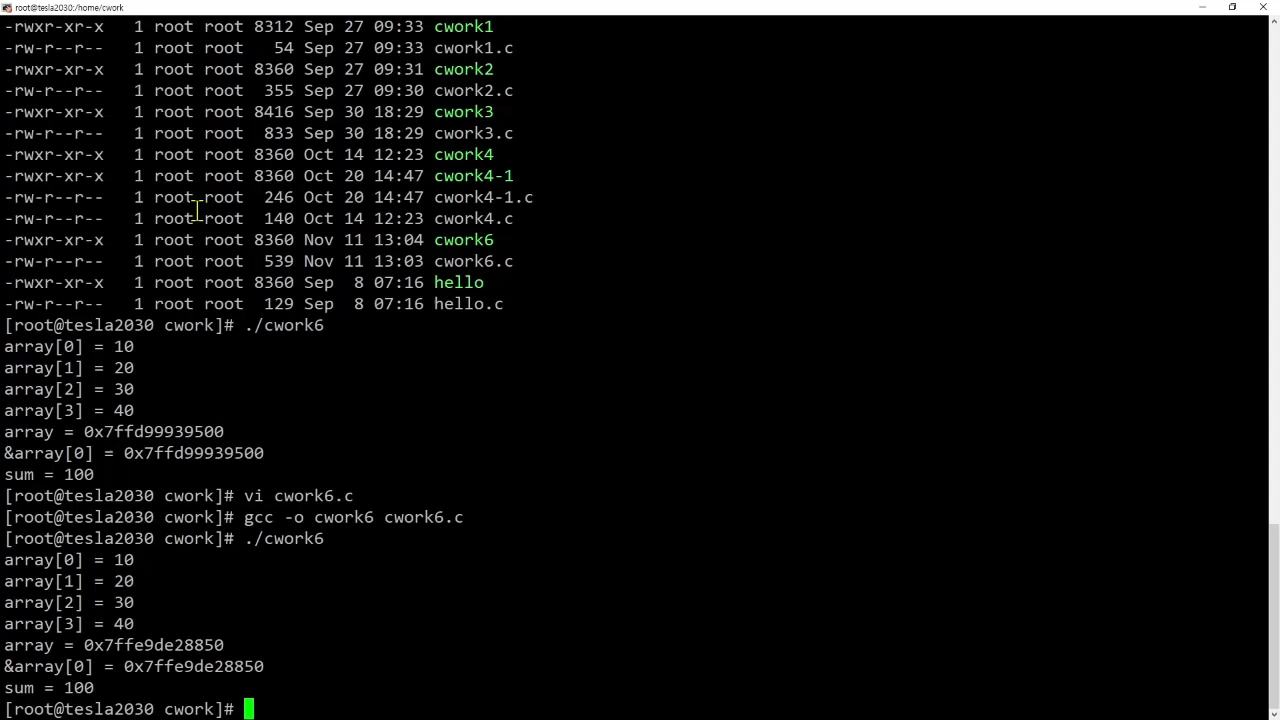 root@tesla2030:/home/cwork
-rwxr-xr-x   1 root root 8312 Sep 27 09:33 cwork1
-rw-r--r--   1 root root   54 Sep 27 09:33 cwork1.c
-rwxr-xr-x   1 root root 8360 Sep 27 09:31 cwork2
-rw-r--r--   1 root root  355 Sep 27 09:30 cwork2.c
-rwxr-xr-x   1 root root 8416 Sep 30 18:29 cwork3
-rw-r--r--   1 root root  833 Sep 30 18:29 cwork3.c
-rwxr-xr-x   1 root root 8360 Oct 14 12:23 cwork4
-rwxr-xr-x   1 root root 8360 Oct 20 14:47 cwork4-1
-rw-r--r--   1 root root  246 Oct 20 14:47 cwork4-1.c
-rw-r--r--   1 root root  140 Oct 14 12:23 cwork4.c
-rwxr-xr-x   1 root root 8360 Nov 11 13:04 cwork6
-rw-r--r--   1 root root  539 Nov 11 13:03 cwork6.c
-rwxr-xr-x   1 root root 8360 Sep  8 07:16 hello
-rw-r--r--   1 root root  129 Sep  8 07:16 hello.c
[root@tesla2030 cwork]# ./cwork6
array[0] = 10
array[1] = 20
array[2] = 30
array[3] = 40
array = 0x7ffd99939500
&array[0] = 0x7ffd99939500
sum = 100
[root@tesla2030 cwork]# vi cwork6.c
[root@tesla2030 cwork]# gcc -o cwork6 cwork6.c
[root@tesla2030 cwork]# ./cwork6
array[0] = 10
array[1] = 20
array[2] = 30
array[3] = 40
array = 0x7ffe9de28850
&array[0] = 0x7ffe9de28850
sum = 100
[root@tesla2030 cwork]#